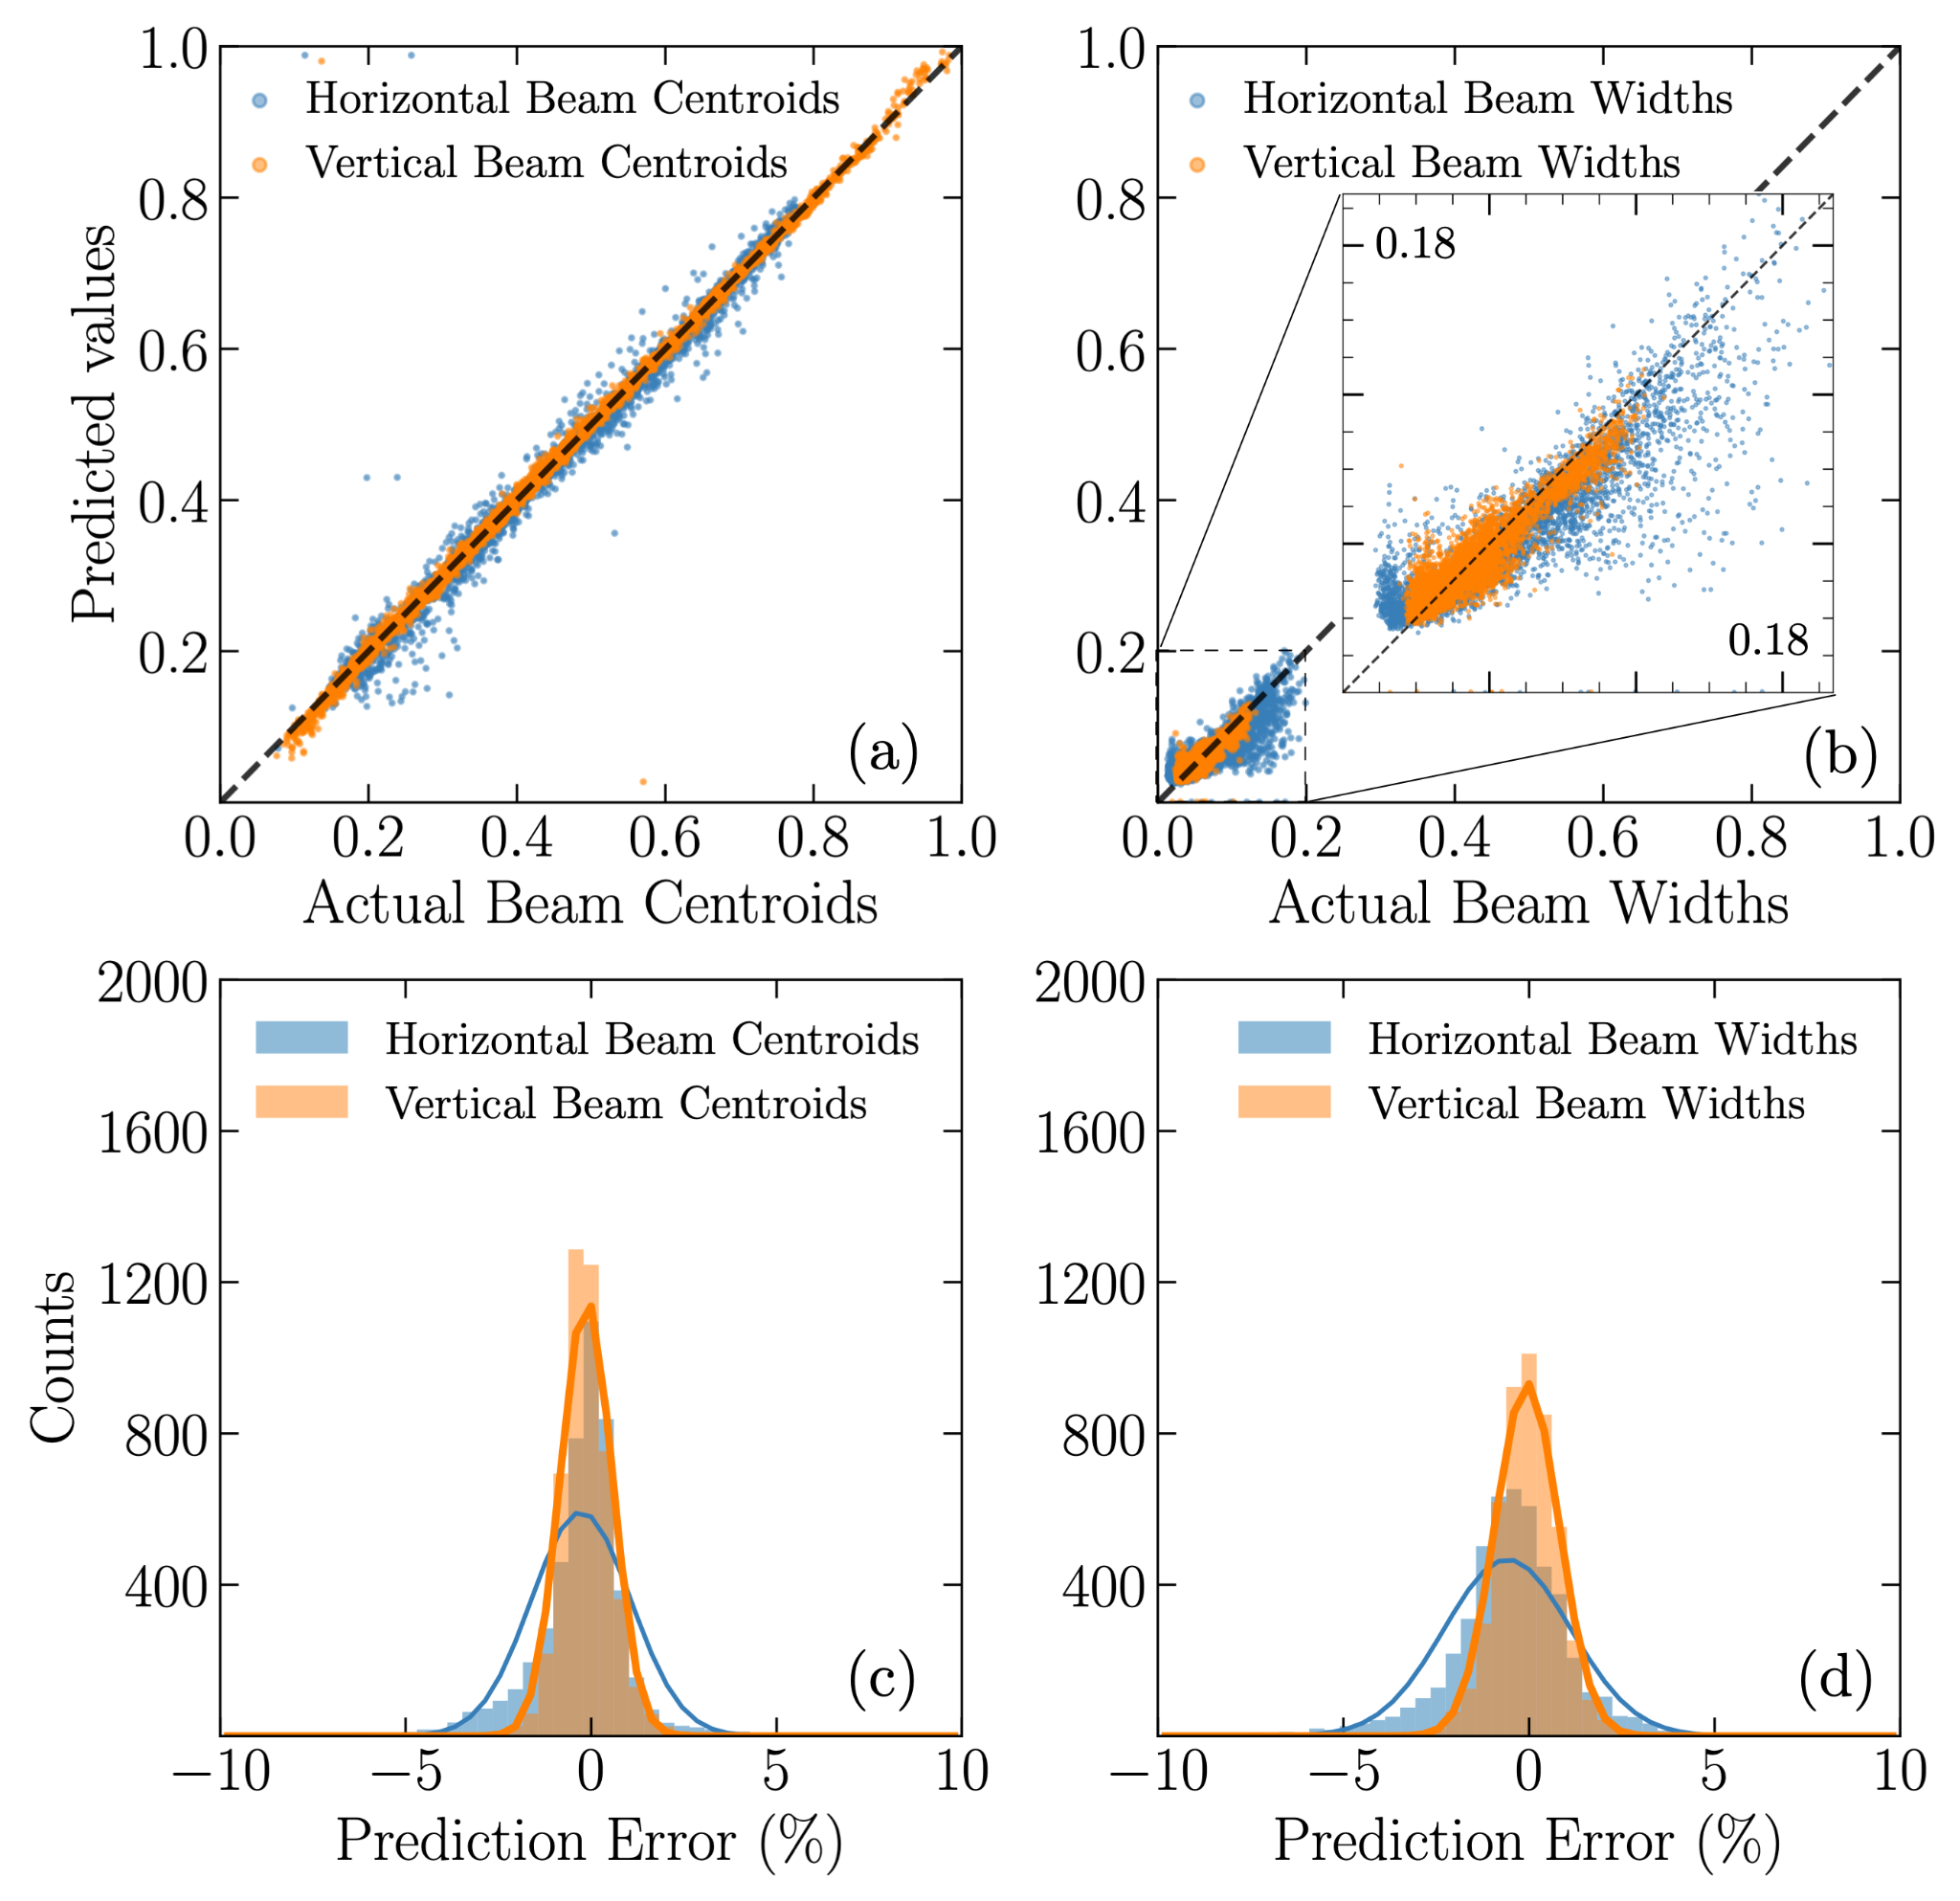 1.0
0.8
0.6
0.4
0.2
Predicted values
Horizontal Beam Centroids
Vertical Beam Centroids
(a)
0.0 0.2 0.4 0.6 0.8 1.0
Actual Beam Centroids
1.0
0.8
0.6
0.4
0.2
Horizontal Beam Widths
Vertical Beam Widths
0.18
0.18
(b)
0.0 0.2 0.4 0.6 0.8 1.0
Actual Beam Widths
2000
1600
1200
800
400
Counts
Horizontal Beam Centroids
Vertical Beam Centroids
(c)
−10 −5 0 5 10
Prediction Error (%)
2000
1600
1200
800
400
Horizontal Beam Widths
Vertical Beam Widths
(d)
−10 −5 0 5 10
Prediction Error (%)